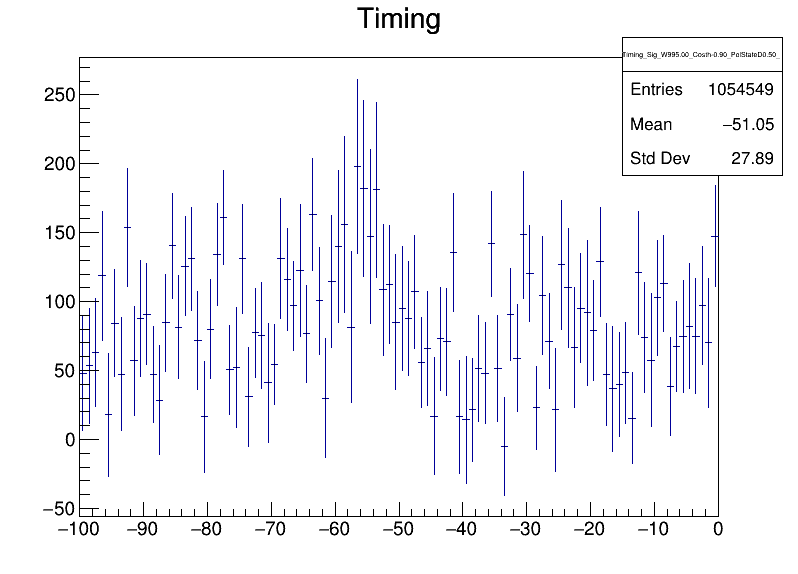 Timing
Timing_Sig_W995.00_Costh-0.90_PolStateD0.50_
Entries 1054549
Mean −51.05
Std Dev 27.89
250
200
150
100
50
0
−50
−100 −90 −80 −70 −60 −50 −40 −30 −20 −10 0